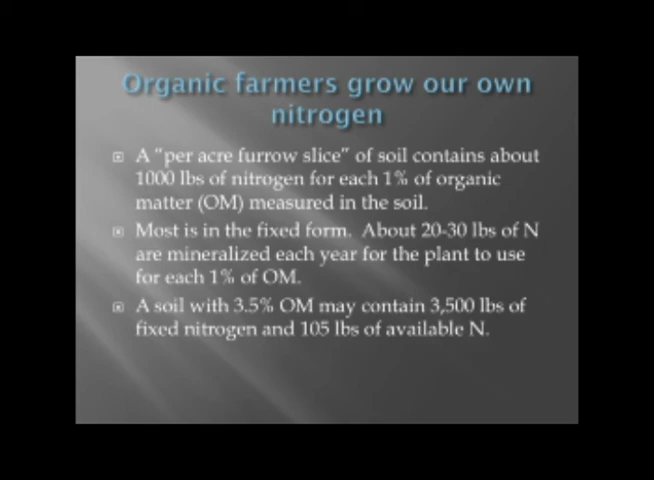 Organic farmers grow our own
nitrogen
A “per acre furrow slice” of soil contains about
1000 lbs of nitrogen for each 1% of organic
matter (OM) measured in the soil.
Most is in the fixed form. About 20-30 lbs of N
are mineralized each year for the plant to use
for each 1% of OM.
A soil with 3.5% OM may contain 3,500 lbs of
fixed nitrogen and 105 lbs of available N.